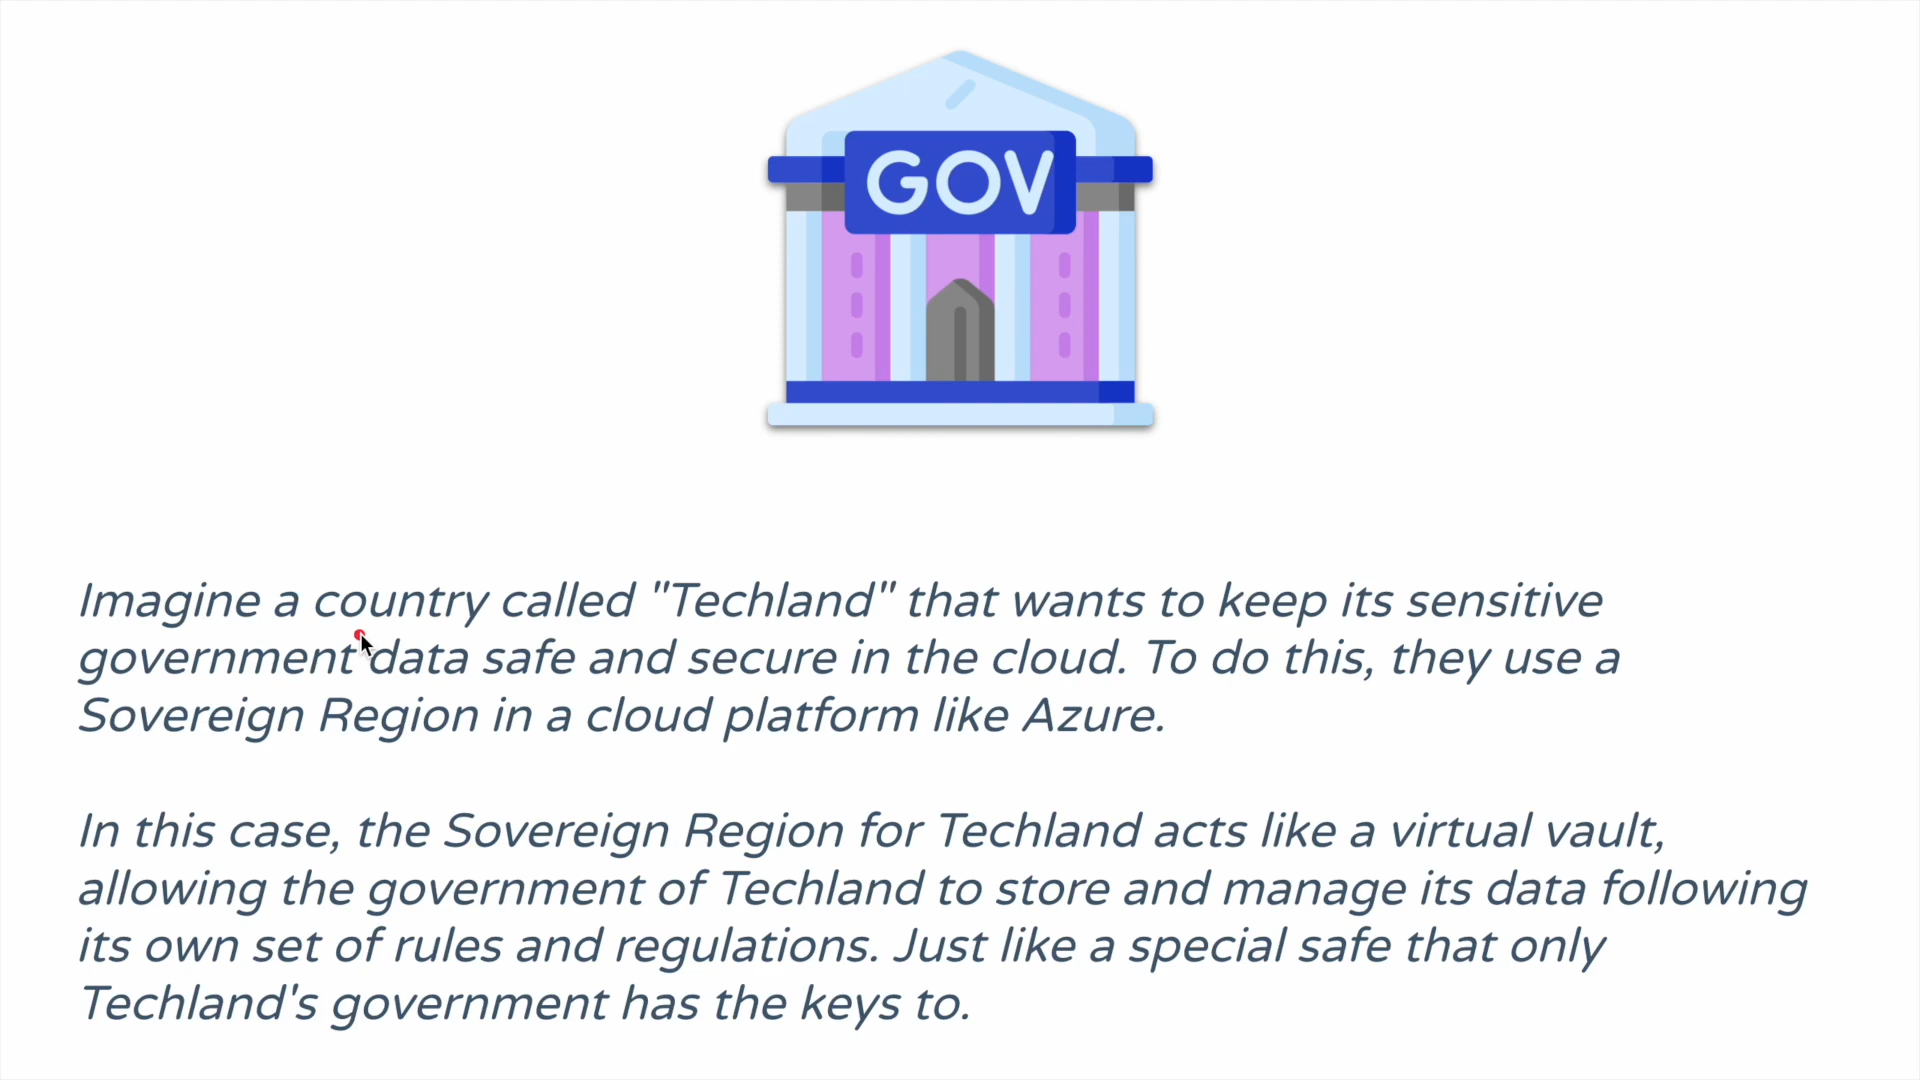 GOV
Imagine a country called "Techland" that wants to keep its sensitive
government data safe and secure in the cloud. To do this, they use a
Sovereign Region in a cloud platform like Azure.
In this case, the Sovereign Region for Techland acts like a virtual vault,
allowing the government of Techland to store and manage its data following
its own set of rules and regulations. Just like a special safe that only
Techland's government has the keys to.